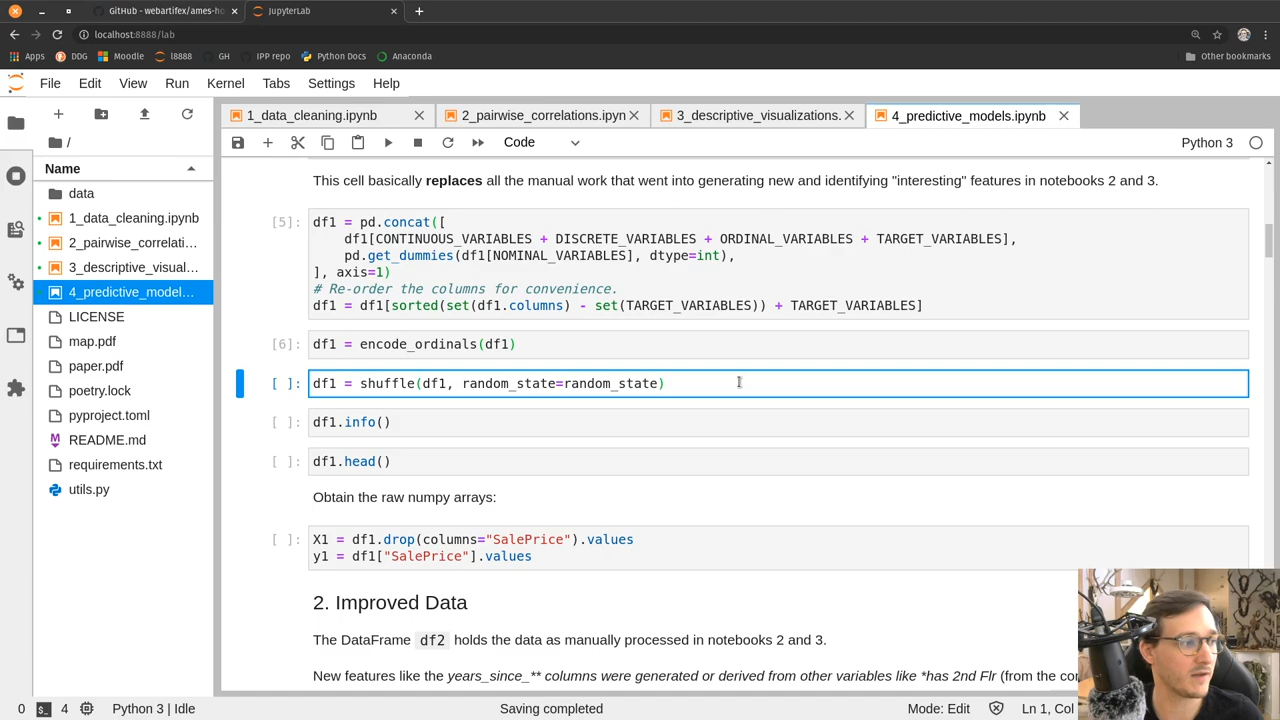 GitHub - webartifex/ames-ho
JupyterLab
localhost:8888/lab
Apps
DDG
Moodle
l8888
GH
IPP repo
Python Docs
Anaconda
Other bookmarks
File Edit View Run Kernel Tabs Settings Help
1_data_cleaning.ipynb
2_pairwise_correlations.ipyn
3_descriptive_visualizations.
4_predictive_models.ipynb
Code
Python 3
/
Name
data
1_data_cleaning.ipynb
2_pairwise_correlati...
3_descriptive_visual...
4_predictive_model...
LICENSE
map.pdf
paper.pdf
poetry.lock
pyproject.toml
README.md
requirements.txt
utils.py
This cell basically replaces all the manual work that went into generating new and identifying "interesting" features in notebooks 2 and 3.
[5]: df1 = pd.concat([
df1[CONTINUOUS_VARIABLES + DISCRETE_VARIABLES + ORDINAL_VARIABLES + TARGET_VARIABLES],
pd.get_dummies(df1[NOMINAL_VARIABLES], dtype=int),
], axis=1)
# Re-order the columns for convenience.
df1 = df1[sorted(set(df1.columns) - set(TARGET_VARIABLES)) + TARGET_VARIABLES]
[6]: df1 = encode_ordinals(df1)
[ ]: df1 = shuffle(df1, random_state=random_state)
[ ]: df1.info()
[ ]: df1.head()
Obtain the raw numpy arrays:
[ ]: X1 = df1.drop(columns="SalePrice").values
y1 = df1["SalePrice"].values
2. Improved Data
The DataFrame df2 holds the data as manually processed in notebooks 2 and 3.
New features like the years_since_** columns were generated or derived from other variables like *has 2nd Flr (from the con
0
4
Python 3 | Idle
Saving completed
Mode: Edit
Ln 1, Col